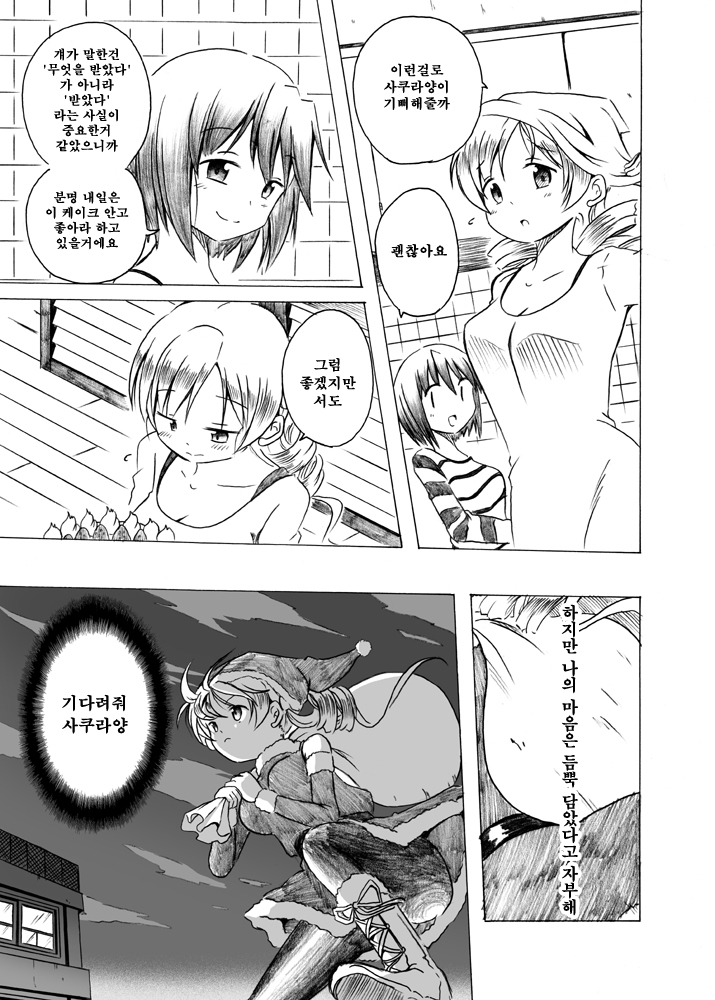 이런걸로
사쿠라양이
기뻐해줄까
괜찮아요
걔가 말한건
'무엇을 받았다'
가 아니라
'받았다'
라는 사실이
중요한거
같았으니까
분명 내일은
이 케이크 안고
좋아라 하고
있을거에요
그럼
좋겠지만
서도
하지만 나의 마음은 듬뿍 담았다고 자부해
기다려줘
사쿠라양